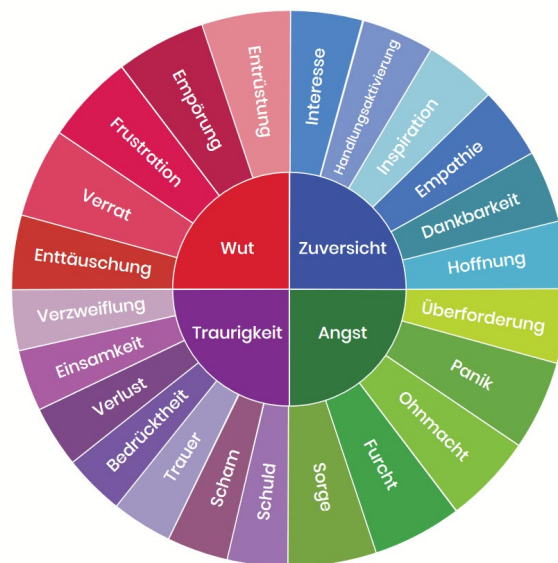 Entrüstung
Interesse
Handlungsaktivierung
Inspiration
Empathie
Dankbarkeit
Hoffnung
Überforderung
Panik
Ohnmacht
Furcht
Sorge
Schuld
Scham
Trauer
Bedrücktheit
Verlust
Einsamkeit
Verzweiflung
Enttäuschung
Verrat
Frustration
Empörung
Wut
Zuversicht
Traurigkeit
Angst